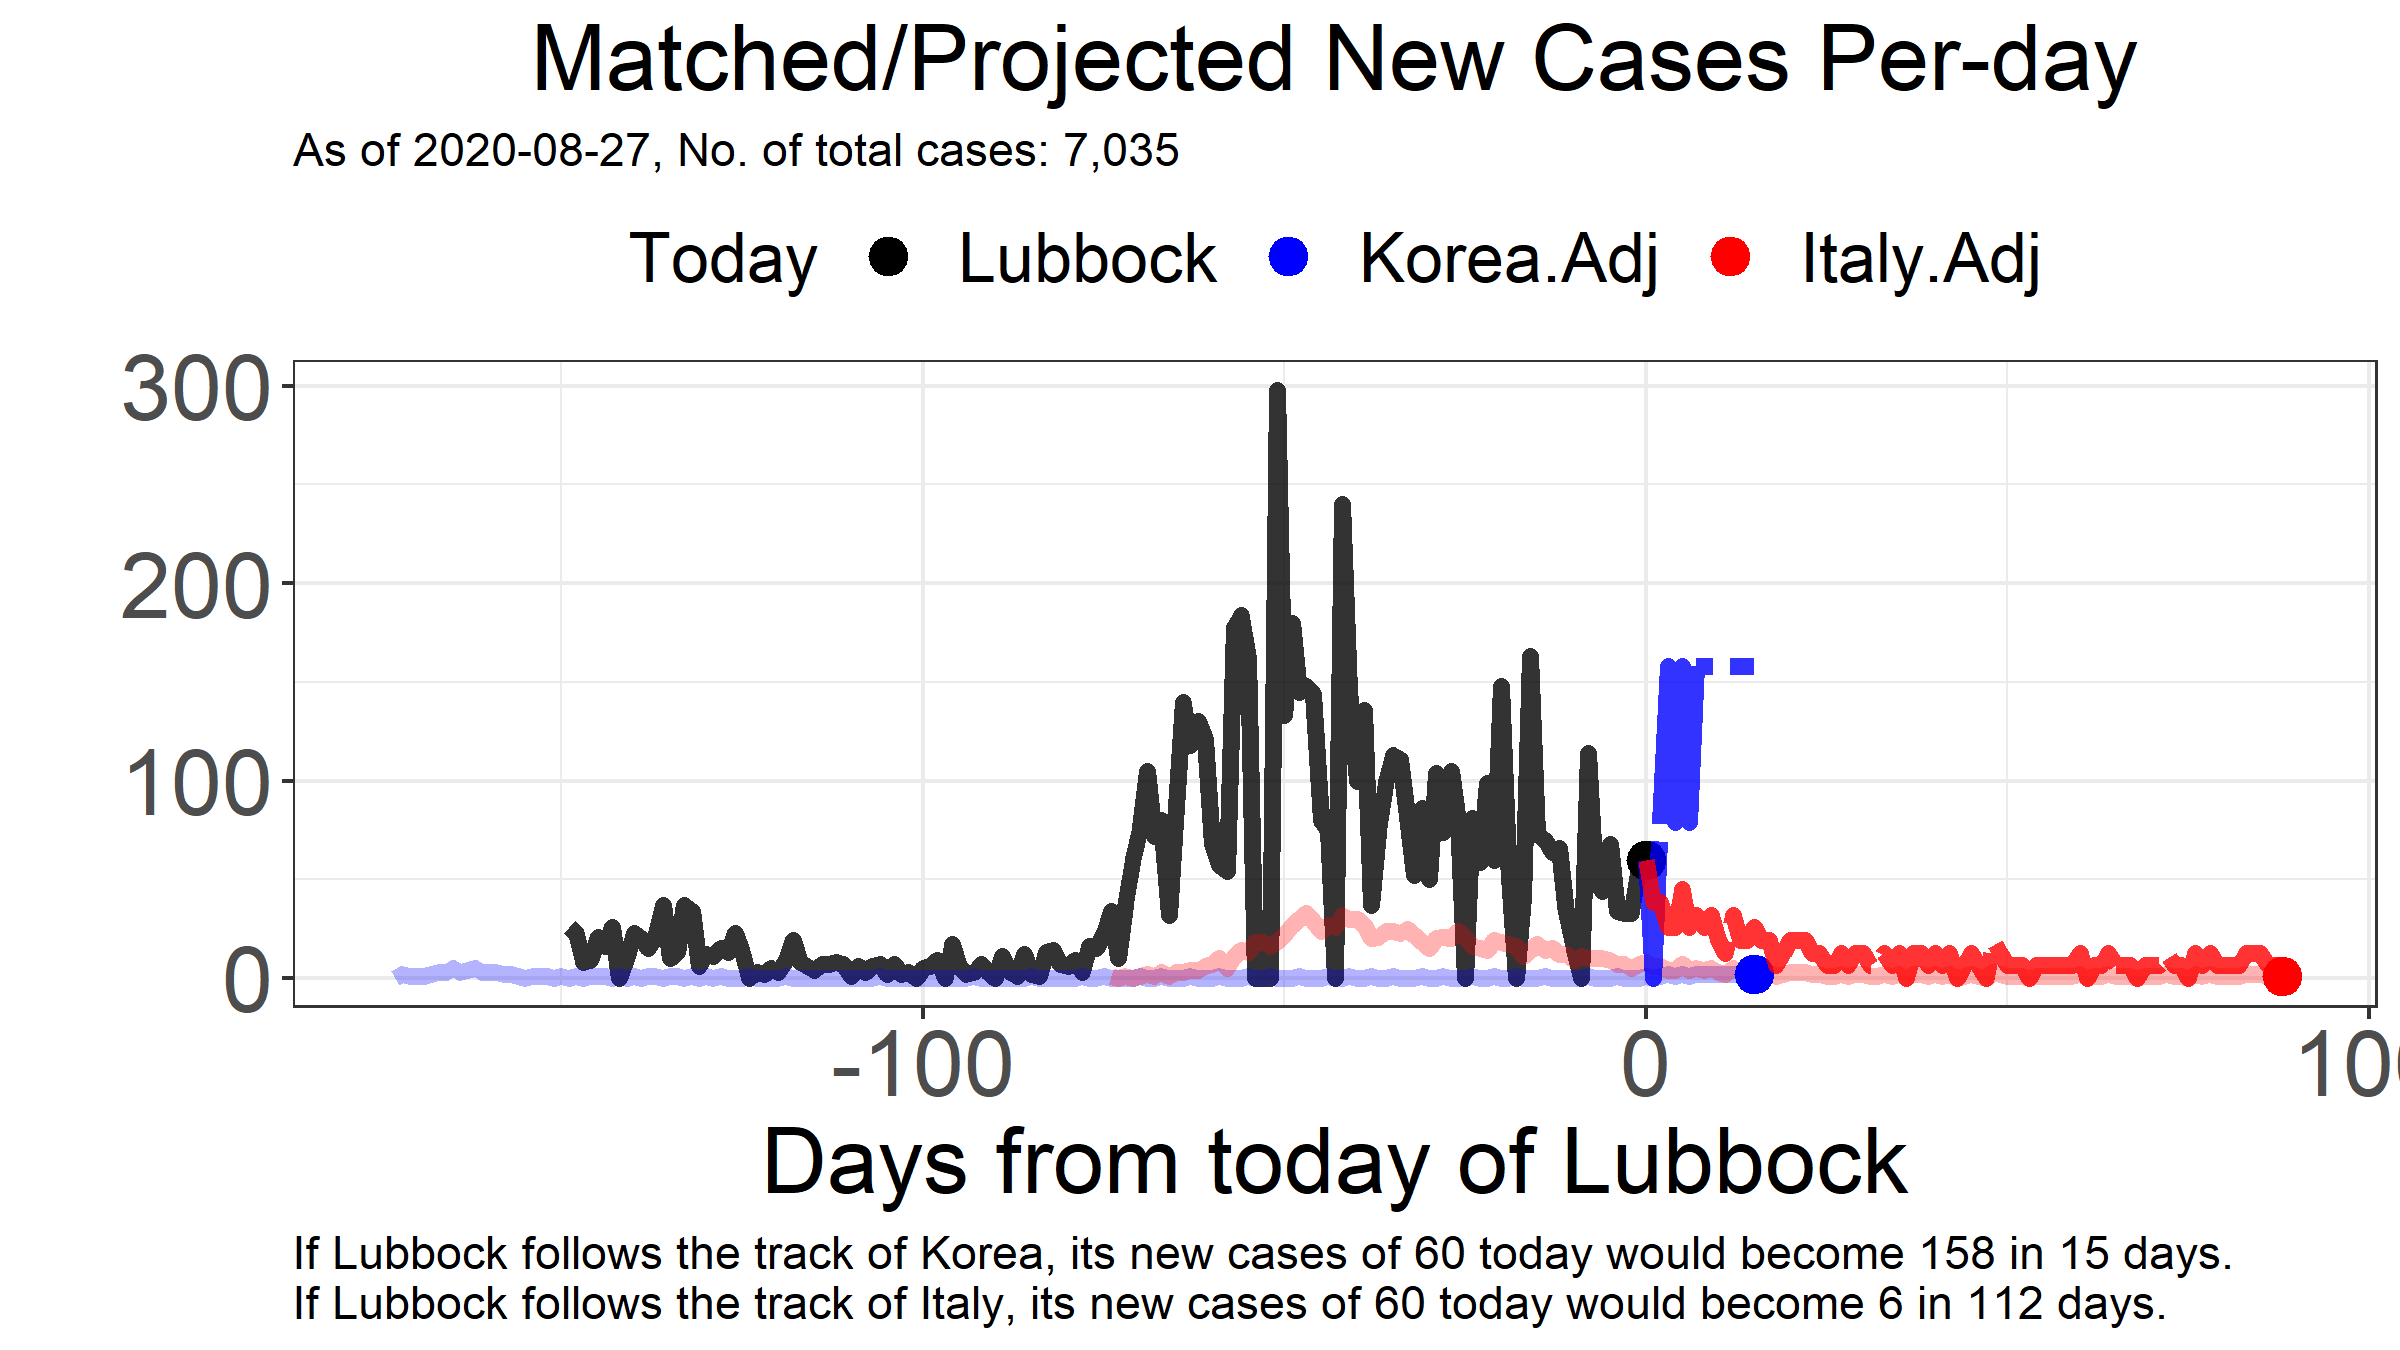 Matched/Projected New Cases Per-day
As of 2020-08-27, No. of total cases: 7,035
Today Lubbock Korea.Adj Italy.Adj
300
200
100
0
-100 0 100
Days from today of Lubbock
If Lubbock follows the track of Korea, its new cases of 60 today would become 158 in 15 days.
If Lubbock follows the track of Italy, its new cases of 60 today would become 6 in 112 days.